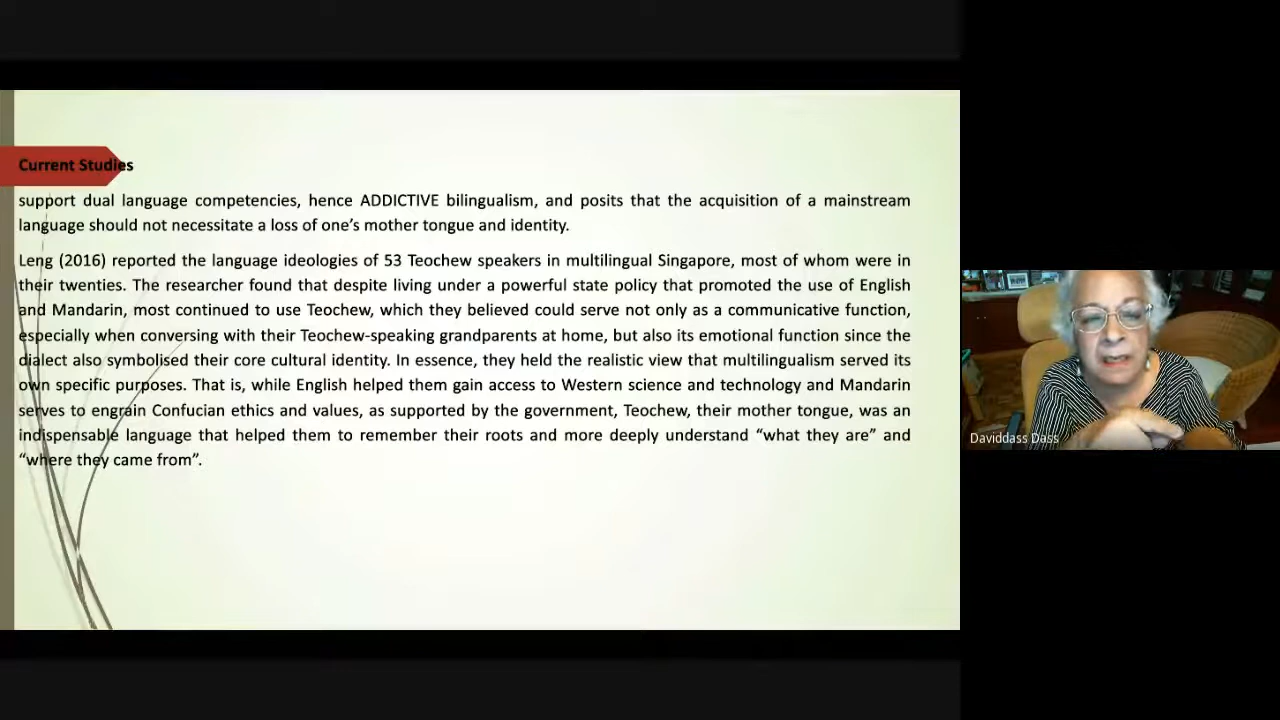 Current Studies
support dual language competencies, hence ADDICTIVE bilingualism, and posits that the acquisition of a mainstream
language should not necessitate a loss of one’s mother tongue and identity.
Leng (2016) reported the language ideologies of 53 Teochew speakers in multilingual Singapore, most of whom were in
their twenties. The researcher found that despite living under a powerful state policy that promoted the use of English
and Mandarin, most continued to use Teochew, which they believed could serve not only as a communicative function,
especially when conversing with their Teochew-speaking grandparents at home, but also its emotional function since the
dialect also symbolised their core cultural identity. In essence, they held the realistic view that multilingualism served its
own specific purposes. That is, while English helped them gain access to Western science and technology and Mandarin
serves to engrain Confucian ethics and values, as supported by the government, Teochew, their mother tongue, was an
indispensable language that helped them to remember their roots and more deeply understand “what they are” and
“where they came from”.
Daviddass Dass